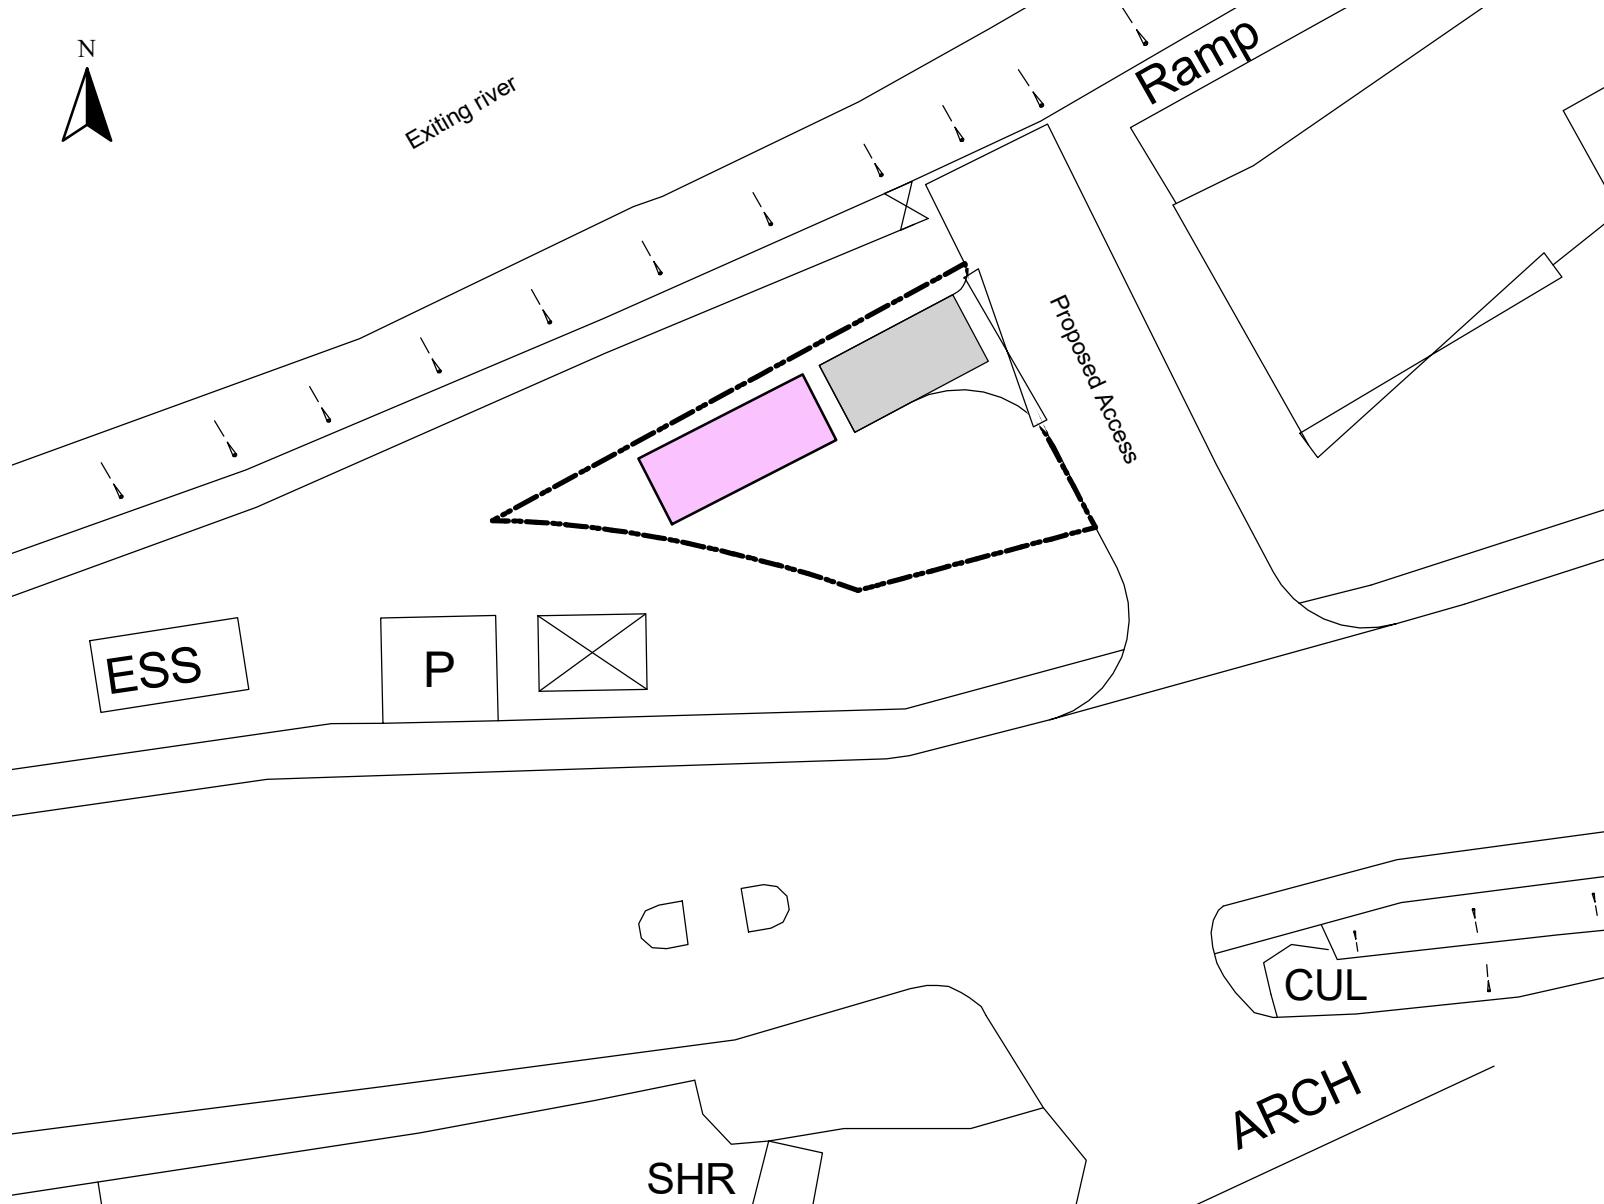 N
Ramp
Exiting river
Proposed Access
ESS
P
CUL
ARCH
SHR